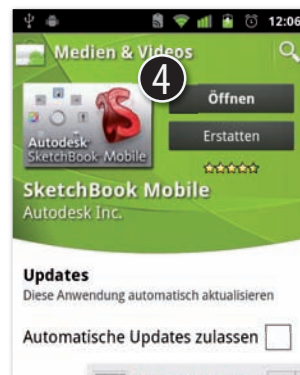 12:06
Medien & Videos
4
Öffnen
Autodesk
SketchBook Mobile
Erstatten
SketchBook Mobile
Autodesk Inc.
Updates
Diese Anwendung automatisch aktualisieren
Automatische Updates zulassen